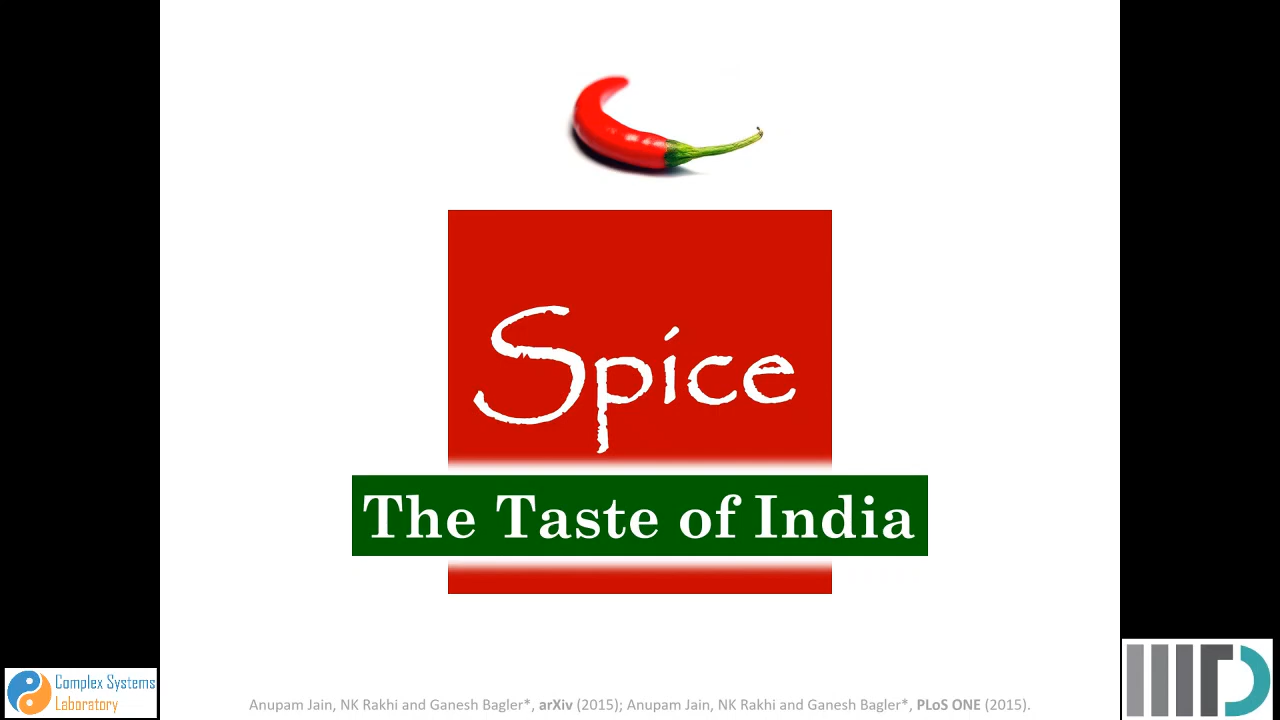 Spice
The Taste of India
Complex Systems
Laboratory
Anupam Jain, NK Rakhi and Ganesh Bagler*, arXiv (2015); Anupam Jain, NK Rakhi and Ganesh Bagler*, PLoS ONE (2015).
IIITD